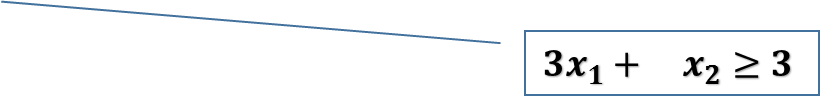 3x₁ + x₂ ≥ 3